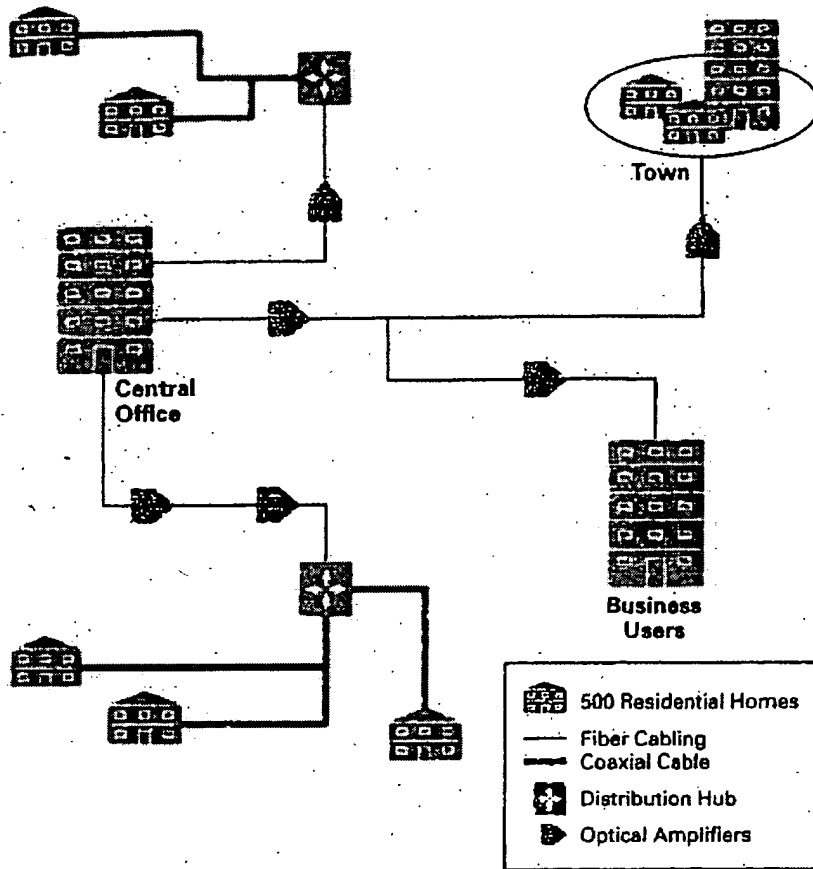 Town
Central
Office
Business
Users
500 Residential Homes
Fiber Cabling
Coaxial Cable
Distribution Hub
Optical Amplifiers